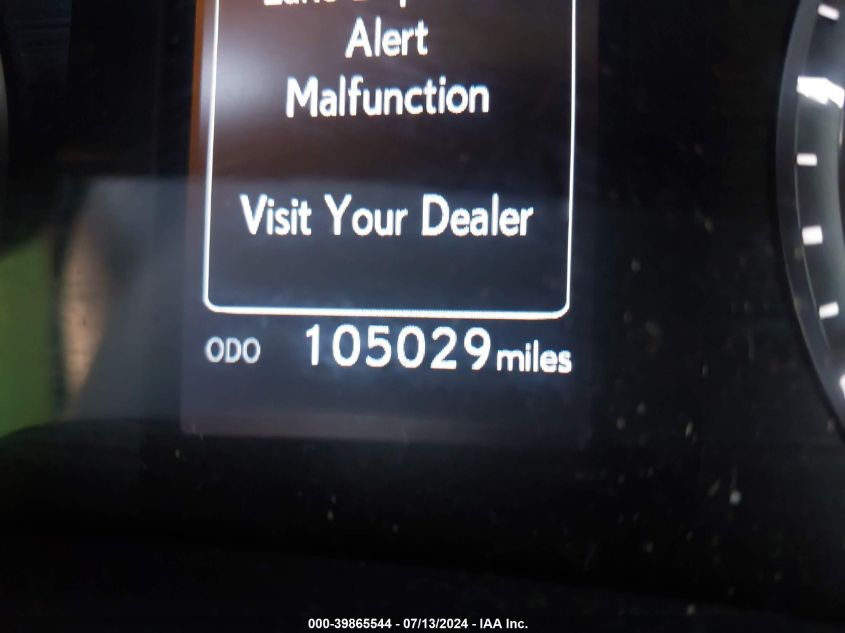 Alert
Malfunction
Visit Your Dealer
ODO 105029 miles
000-39865544 - 07/13/2024 - IAA Inc.